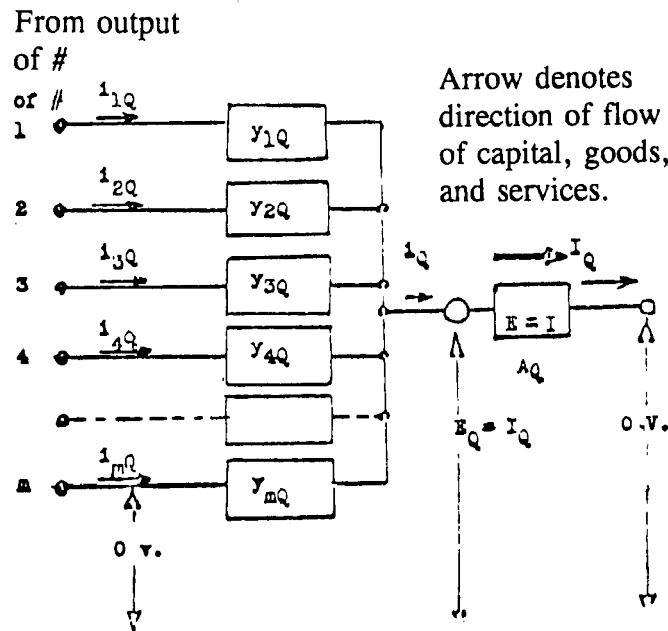 From output
of #
of #
Arrow denotes
direction of flow
of capital, goods,
and services.
1 i1Q y1Q
2 i2Q y2Q
3 i3Q y3Q
4 i4Q y4Q
m imQ ymQ
iQ
IQ
E = I
AQ
EQ = IQ
0 v.
0 v.